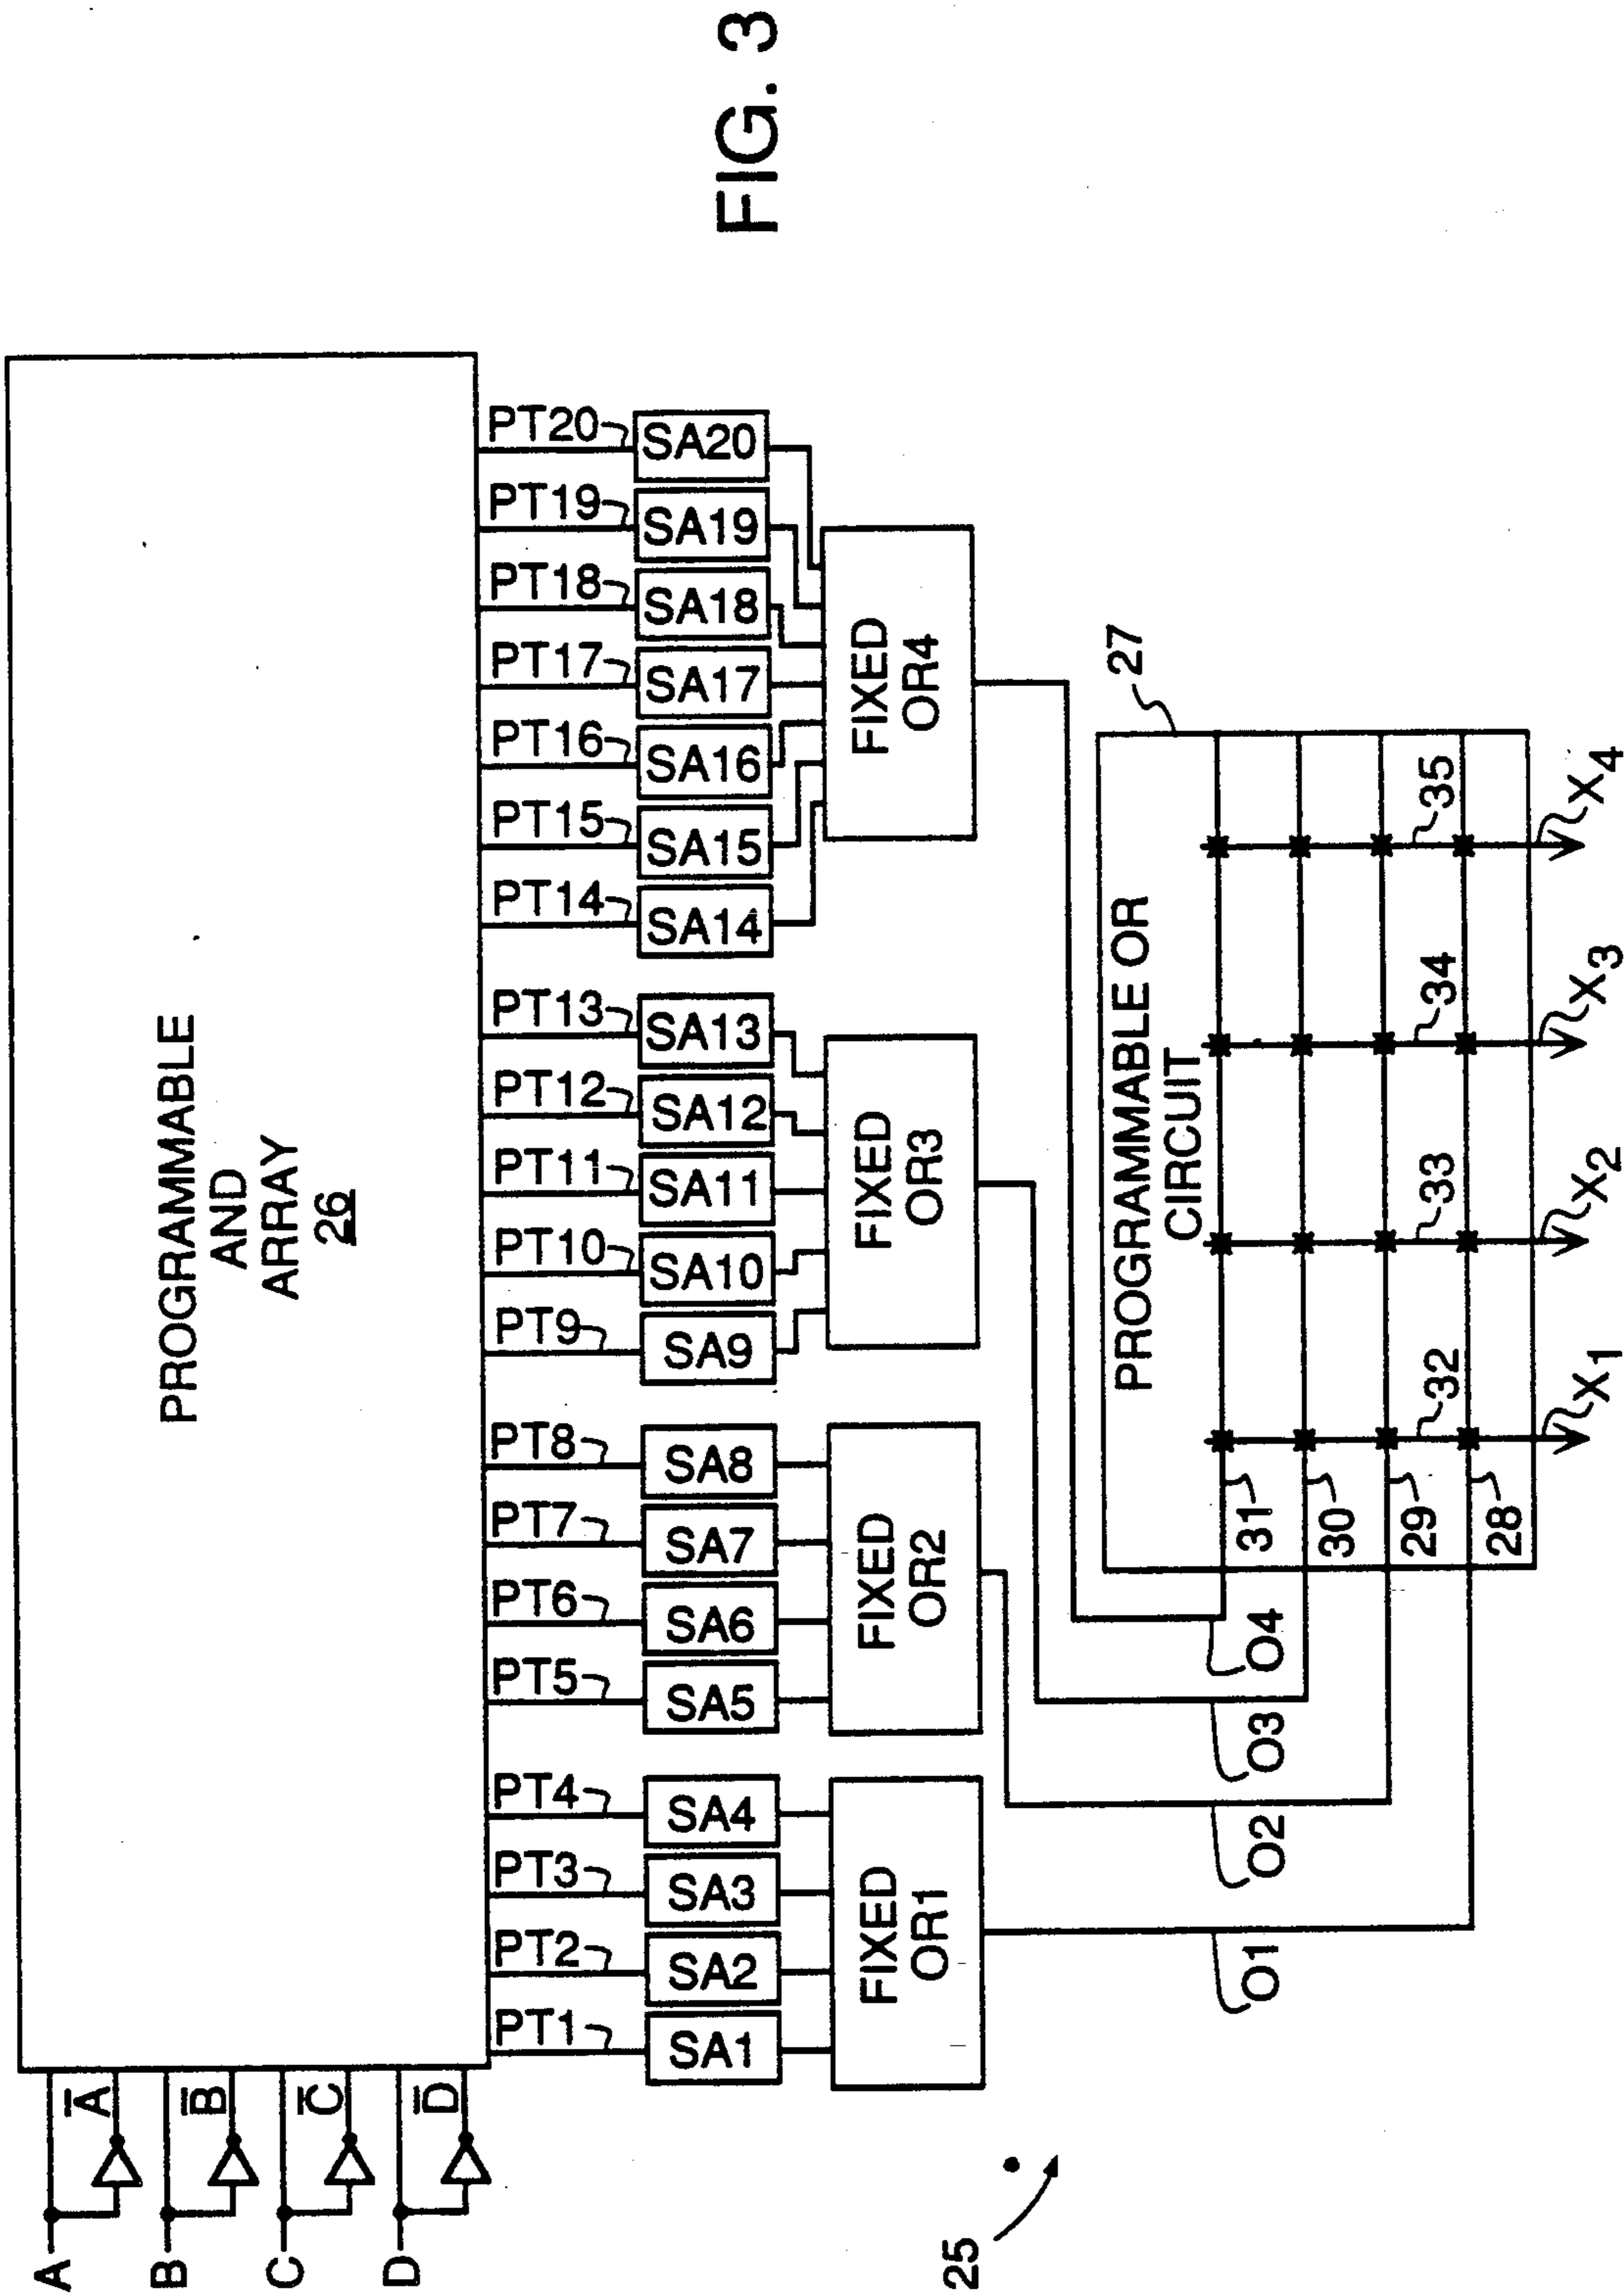 FIG. 3
PROGRAMMABLE
AND
ARRAY
26
A
A̅
B
B̅
C
C̅
D
D̅
PT1
PT2
PT3
PT4
PT5
PT6
PT7
PT8
PT9
PT10
PT11
PT12
PT13
PT14
PT15
PT16
PT17
PT18
PT19
PT20
SA1
SA2
SA3
SA4
SA5
SA6
SA7
SA8
SA9
SA10
SA11
SA12
SA13
SA14
SA15
SA16
SA17
SA18
SA19
SA20
FIXED
OR1
FIXED
OR2
FIXED
OR3
FIXED
OR4
O1
O2
O3
O4
27
PROGRAMMABLE OR
CIRCUIT
31
30
29
28
32
33
34
35
X1
X2
X3
X4
25